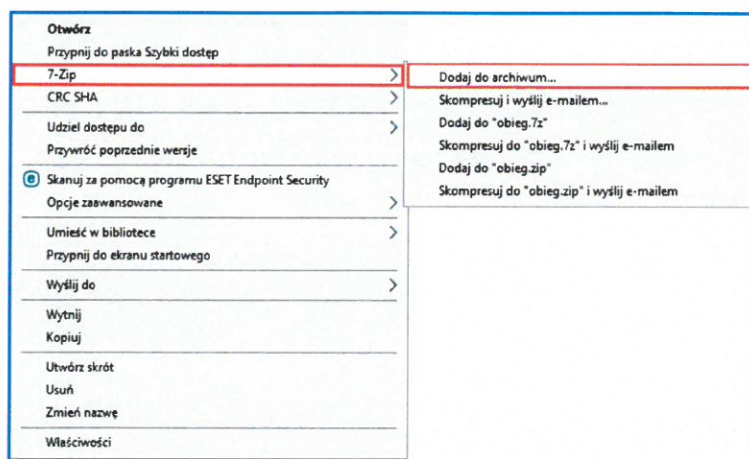 Otwórz
Przypnij do paska Szybki dostęp
7-Zip
CRC SHA
Udziel dostępu do
Przywróć poprzednie wersje
Skanuj za pomocą programu ESET Endpoint Security
Opcje zaawansowane
Umieść w bibliotece
Przypnij do ekranu startowego
Wyślij do
Wytnij
Kopiuj
Utwórz skrót
Usuń
Zmień nazwę
Właściwości
Dodaj do archiwum...
Skompresuj i wyślij e-mailem...
Dodaj do "obieg.7z"
Skompresuj do "obieg.7z" i wyślij e-mailem
Dodaj do "obieg.zip"
Skompresuj do "obieg.zip" i wyślij e-mailem